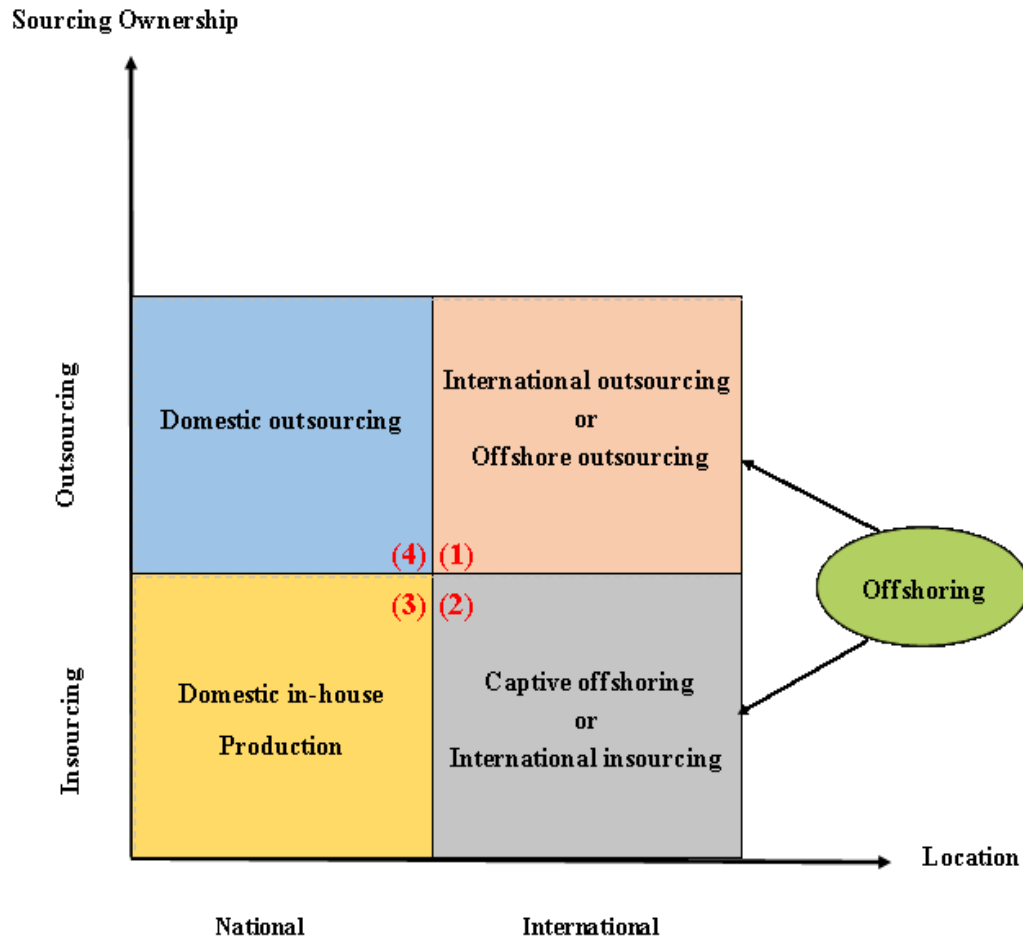 Sourcing Ownership
Outsourcing
Domestic outsourcing
International outsourcing
or
Offshore outsourcing
(4) (1)
Offshoring
(3) (2)
Insourcing
Domestic in-house
Production
Captive offshoring
or
International insourcing
Location
National
International